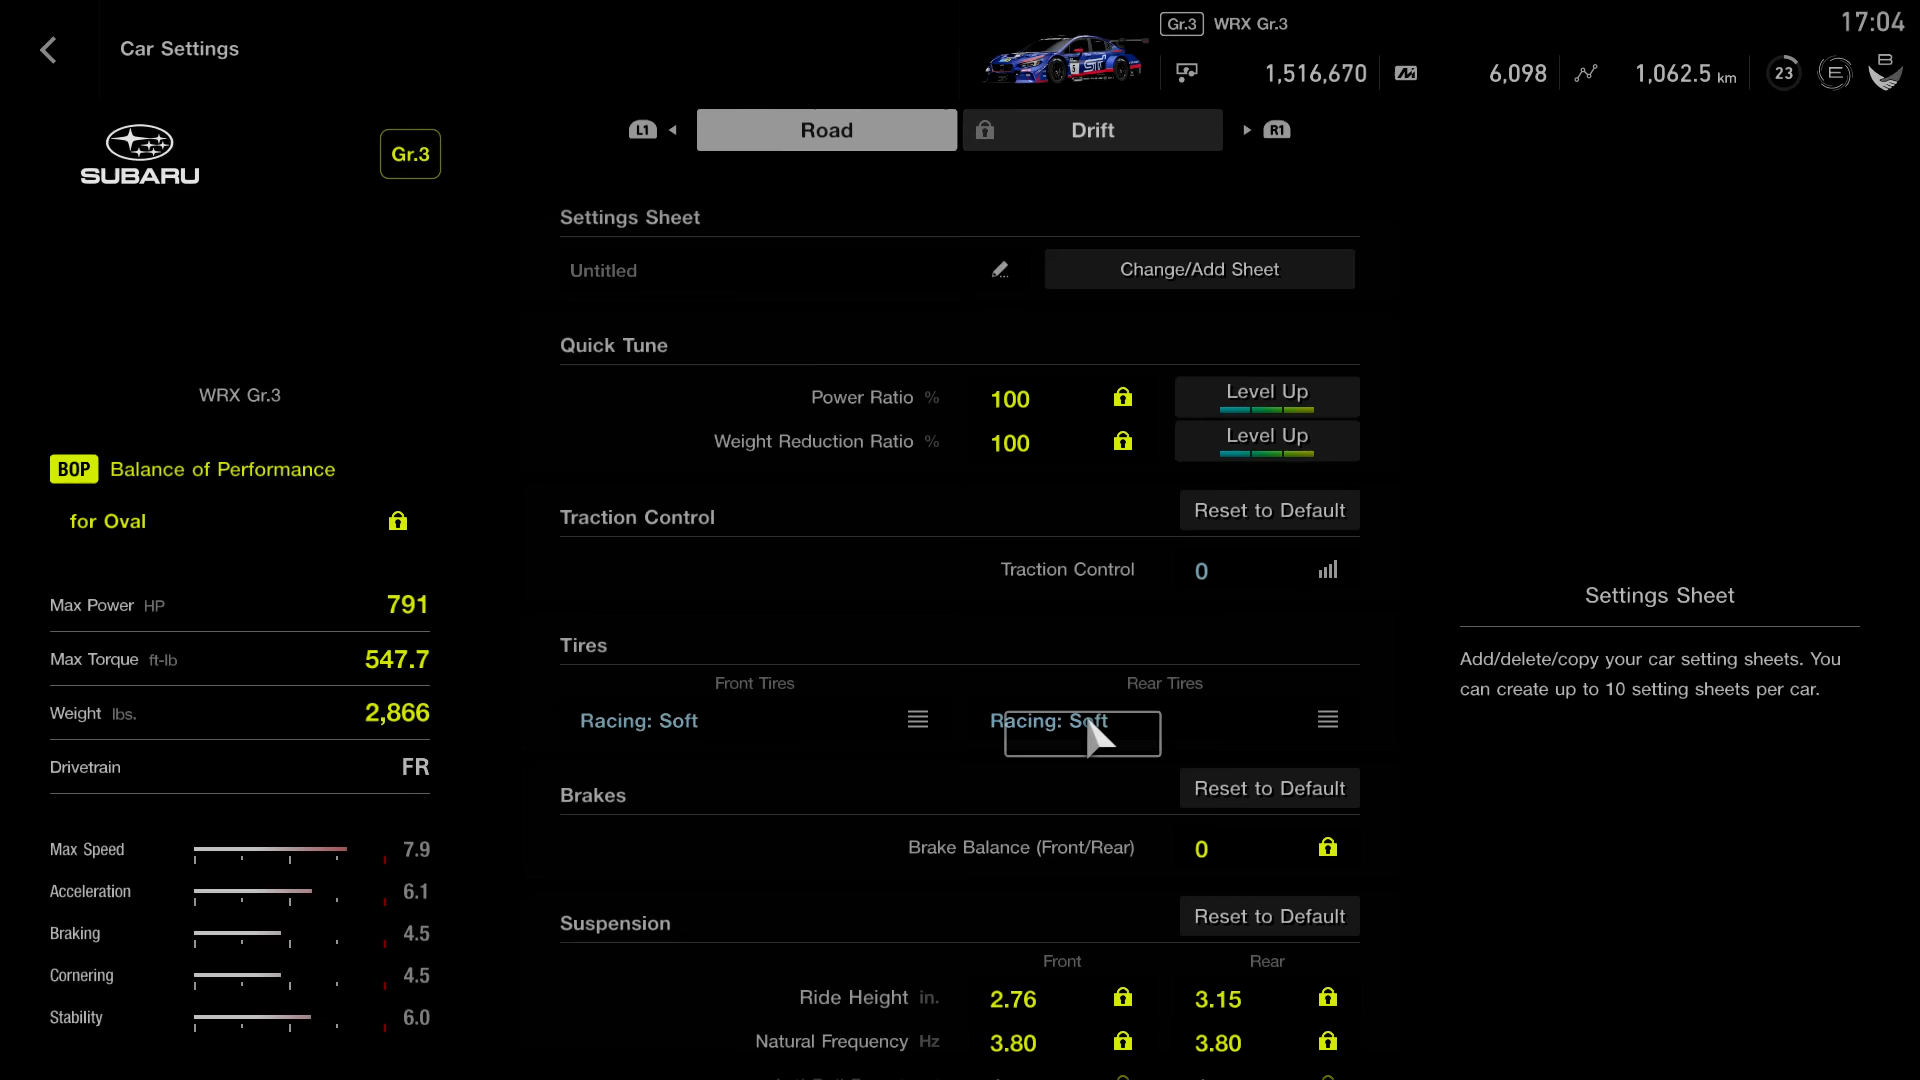 Car Settings
Gr.3 WRX Gr.3
17:04
1,516,670
6,098
1,062.5 km
23
E
B
SUBARU
Gr.3
L1 Road Drift R1
Settings Sheet
Untitled
Change/Add Sheet
Quick Tune
Power Ratio % 100 Level Up
Weight Reduction Ratio % 100 Level Up
WRX Gr.3
BOP Balance of Performance
for Oval
Max Power HP 791
Max Torque ft-lb 547.7
Weight lbs. 2,866
Drivetrain FR
Max Speed 7.9
Acceleration 6.1
Braking 4.5
Cornering 4.5
Stability 6.0
Traction Control Reset to Default
Traction Control 0
Tires
Front Tires Rear Tires
Racing: Soft Racing: Soft
Brakes Reset to Default
Brake Balance (Front/Rear) 0
Suspension Reset to Default
Front Rear
Ride Height in. 2.76 3.15
Natural Frequency Hz 3.80 3.80
Settings Sheet
Add/delete/copy your car setting sheets. You
can create up to 10 setting sheets per car.